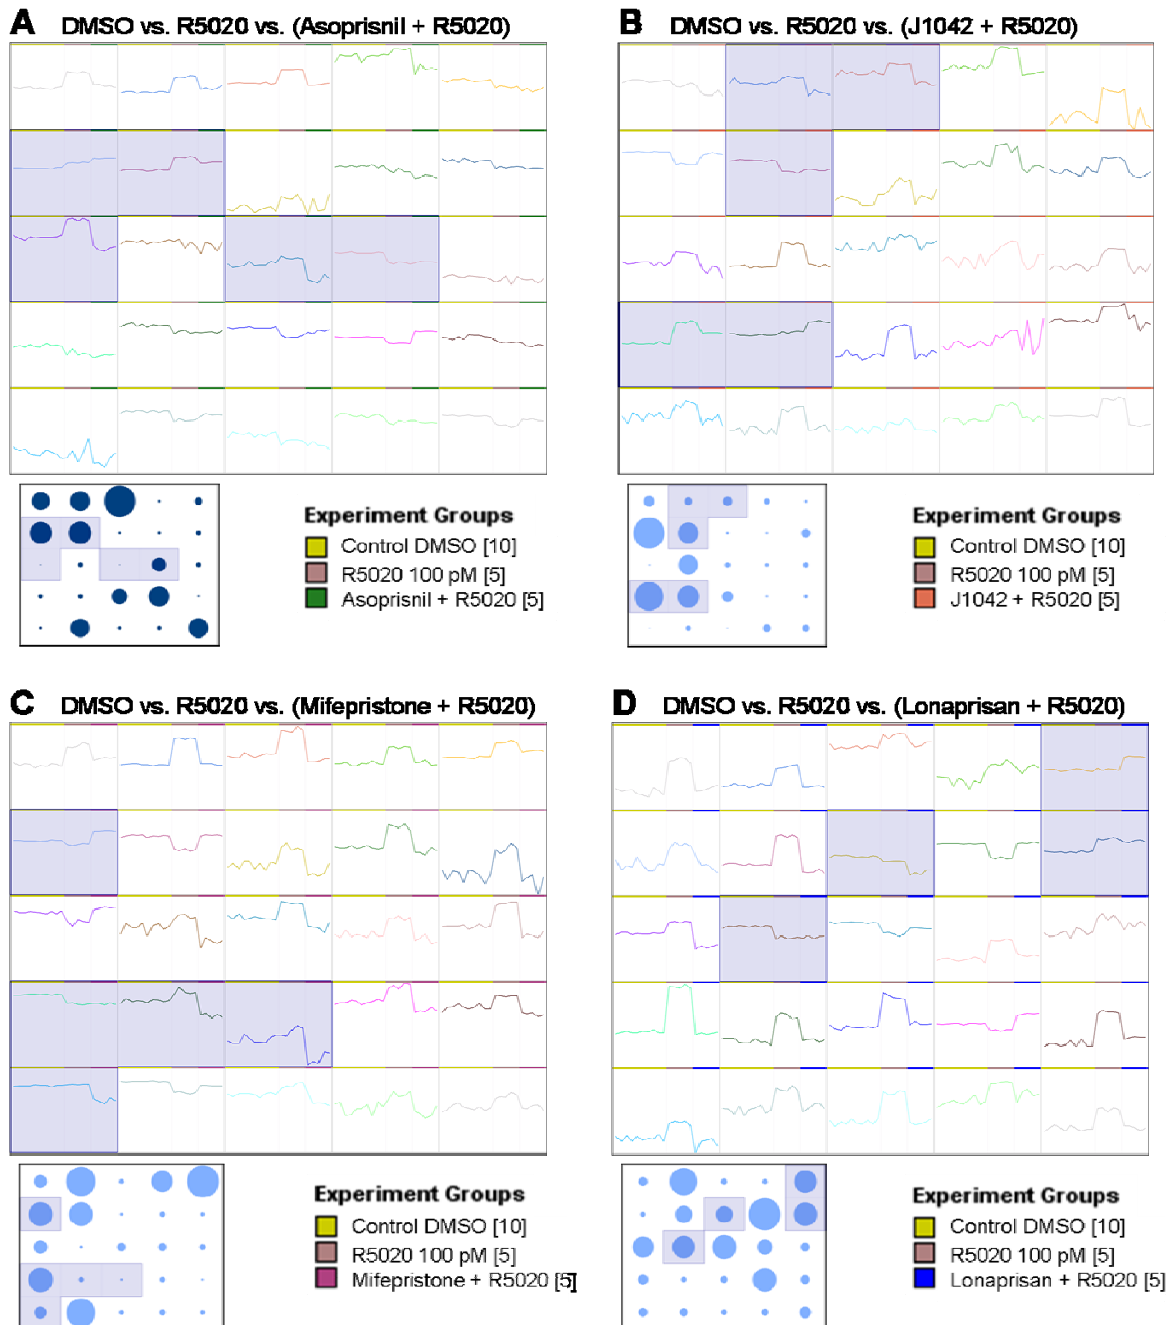 A DMSO vs. R5020 vs. (Asoprisnil + R5020)
B DMSO vs. R5020 vs. (J1042 + R5020)
Experiment Groups
Control DMSO [10]
R5020 100 pM [5]
Asoprisnil + R5020 [5]
Experiment Groups
Control DMSO [10]
R5020 100 pM [5]
J1042 + R5020 [5]
C DMSO vs. R5020 vs. (Mifepristone + R5020)
D DMSO vs. R5020 vs. (Lonaprisan + R5020)
Experiment Groups
Control DMSO [10]
R5020 100 pM [5]
Mifepristone + R5020 [5]
Experiment Groups
Control DMSO [10]
R5020 100 pM [5]
Lonaprisan + R5020 [5]